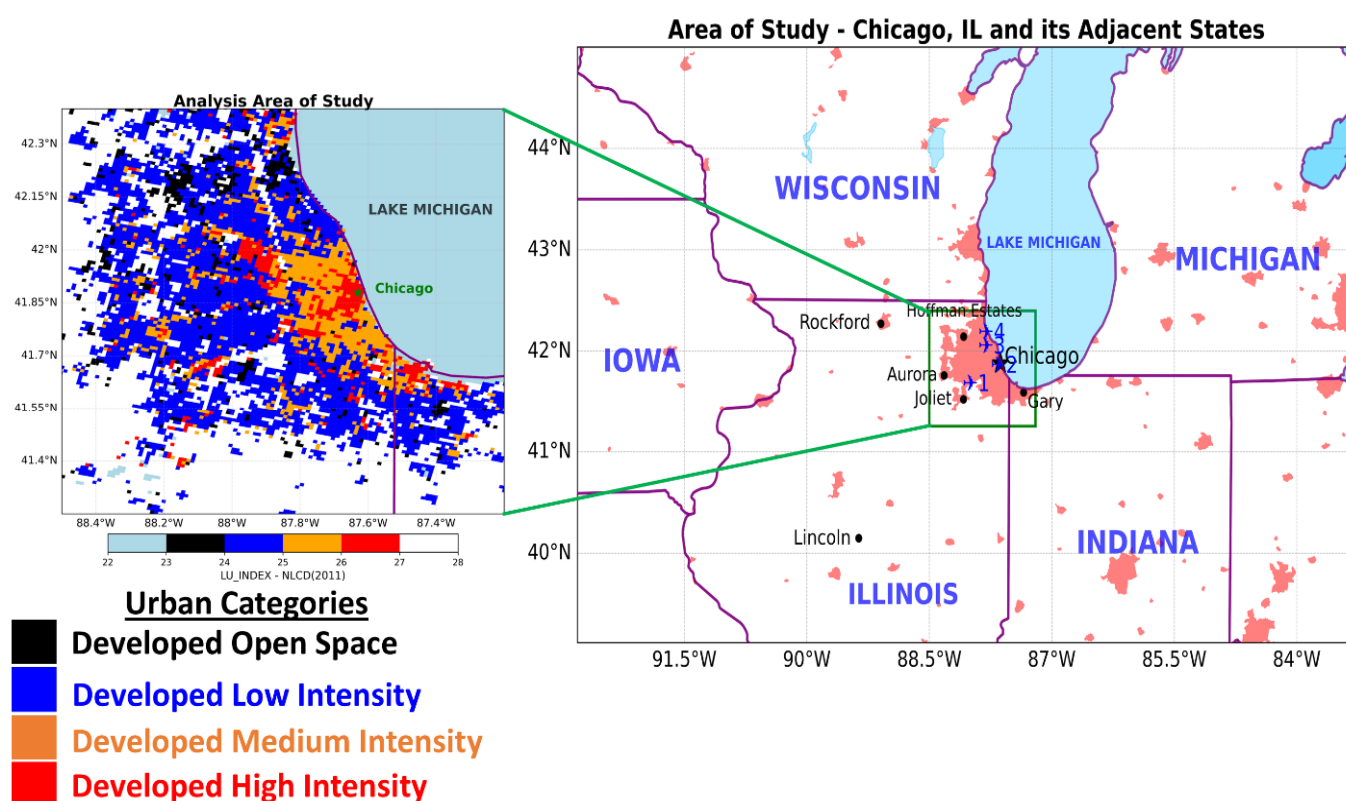 Area of Study - Chicago, IL and its Adjacent States
Analysis Area of Study
42.3°N
42.15°N
42°N
41.85°N
41.7°N
41.55°N
41.4°N
LAKE MICHIGAN
Chicago
88.4°W 88.2°W 88°W 87.8°W 87.6°W 87.4°W
22 23 24 25 26 27 28
LU_INDEX - NLCD(2011)
Urban Categories
Developed Open Space
Developed Low Intensity
Developed Medium Intensity
Developed High Intensity
44°N
43°N
42°N
41°N
40°N
WISCONSIN
LAKE MICHIGAN
MICHIGAN
Hoffman Estates
Rockford
4
3
IOWA
Chicago
2
Aurora
1
Joliet
Gary
Lincoln
INDIANA
ILLINOIS
91.5°W 90°W 88.5°W 87°W 85.5°W 84°W